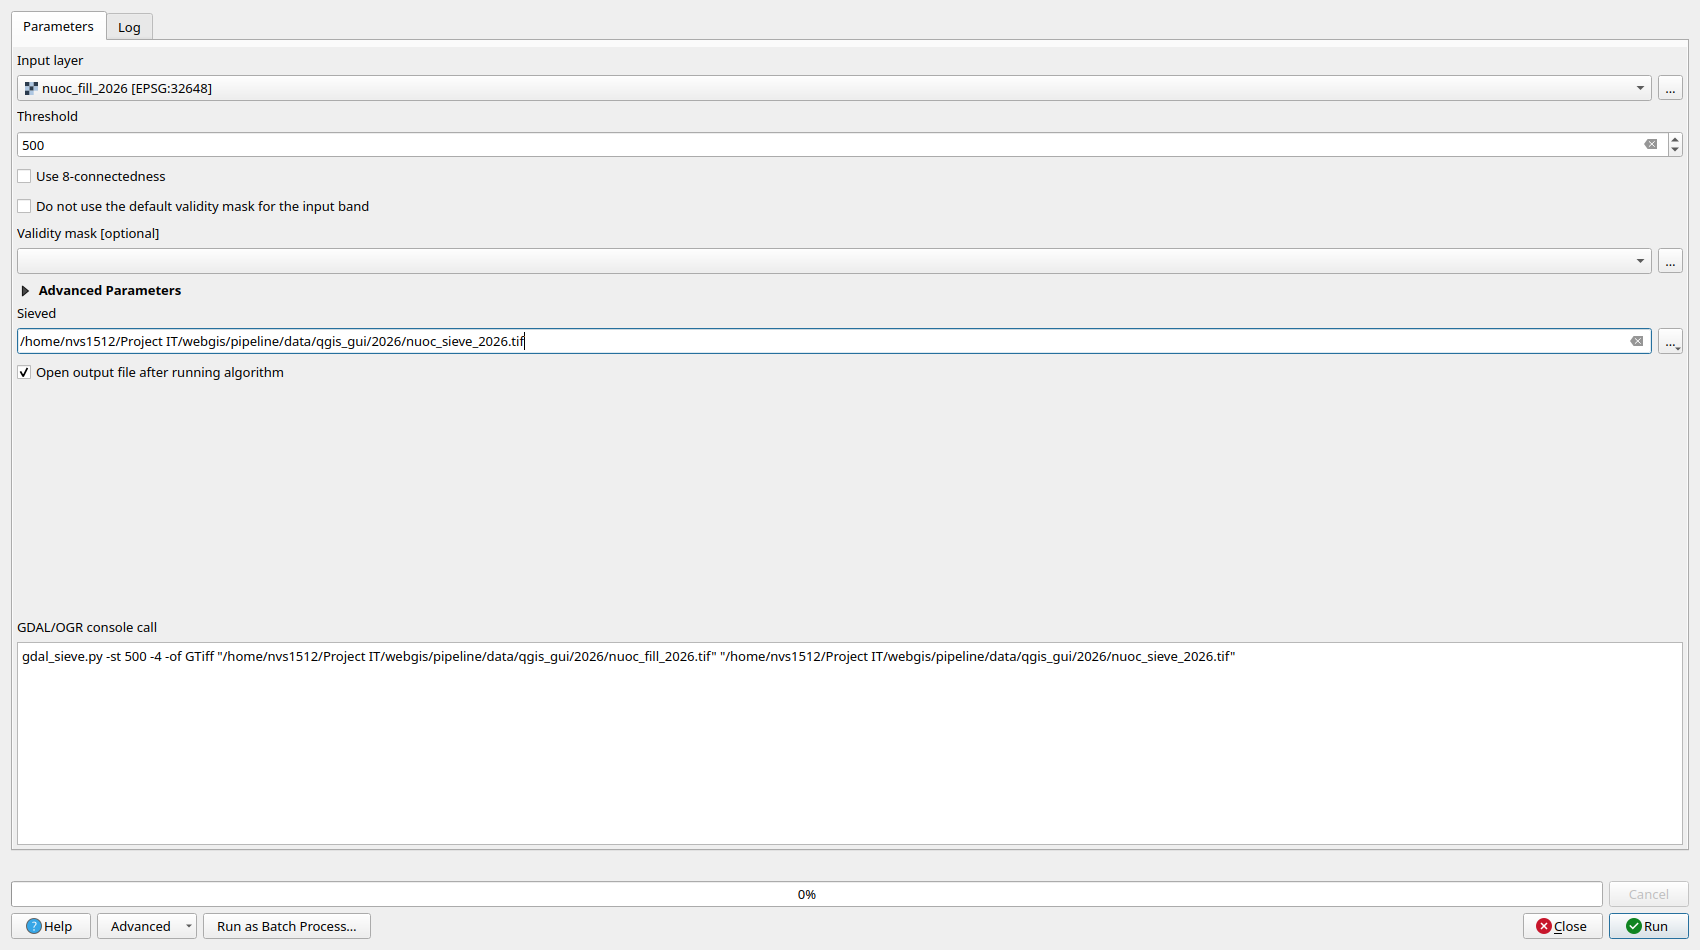 Parameters
Log
Input layer
nuoc_fill_2026 [EPSG:32648]
...
Threshold
500
Use 8-connectedness
Do not use the default validity mask for the input band
Validity mask [optional]
...
Advanced Parameters
Sieved
/home/nvs1512/Project IT/webgis/pipeline/data/qgis_gui/2026/nuoc_sieve_2026.tif
...
Open output file after running algorithm
GDAL/OGR console call
gdal_sieve.py -st 500 -4 -of GTiff "/home/nvs1512/Project IT/webgis/pipeline/data/qgis_gui/2026/nuoc_fill_2026.tif" "/home/nvs1512/Project IT/webgis/pipeline/data/qgis_gui/2026/nuoc_sieve_2026.tif"
0%
Cancel
Help
Advanced
Run as Batch Process...
Close
Run